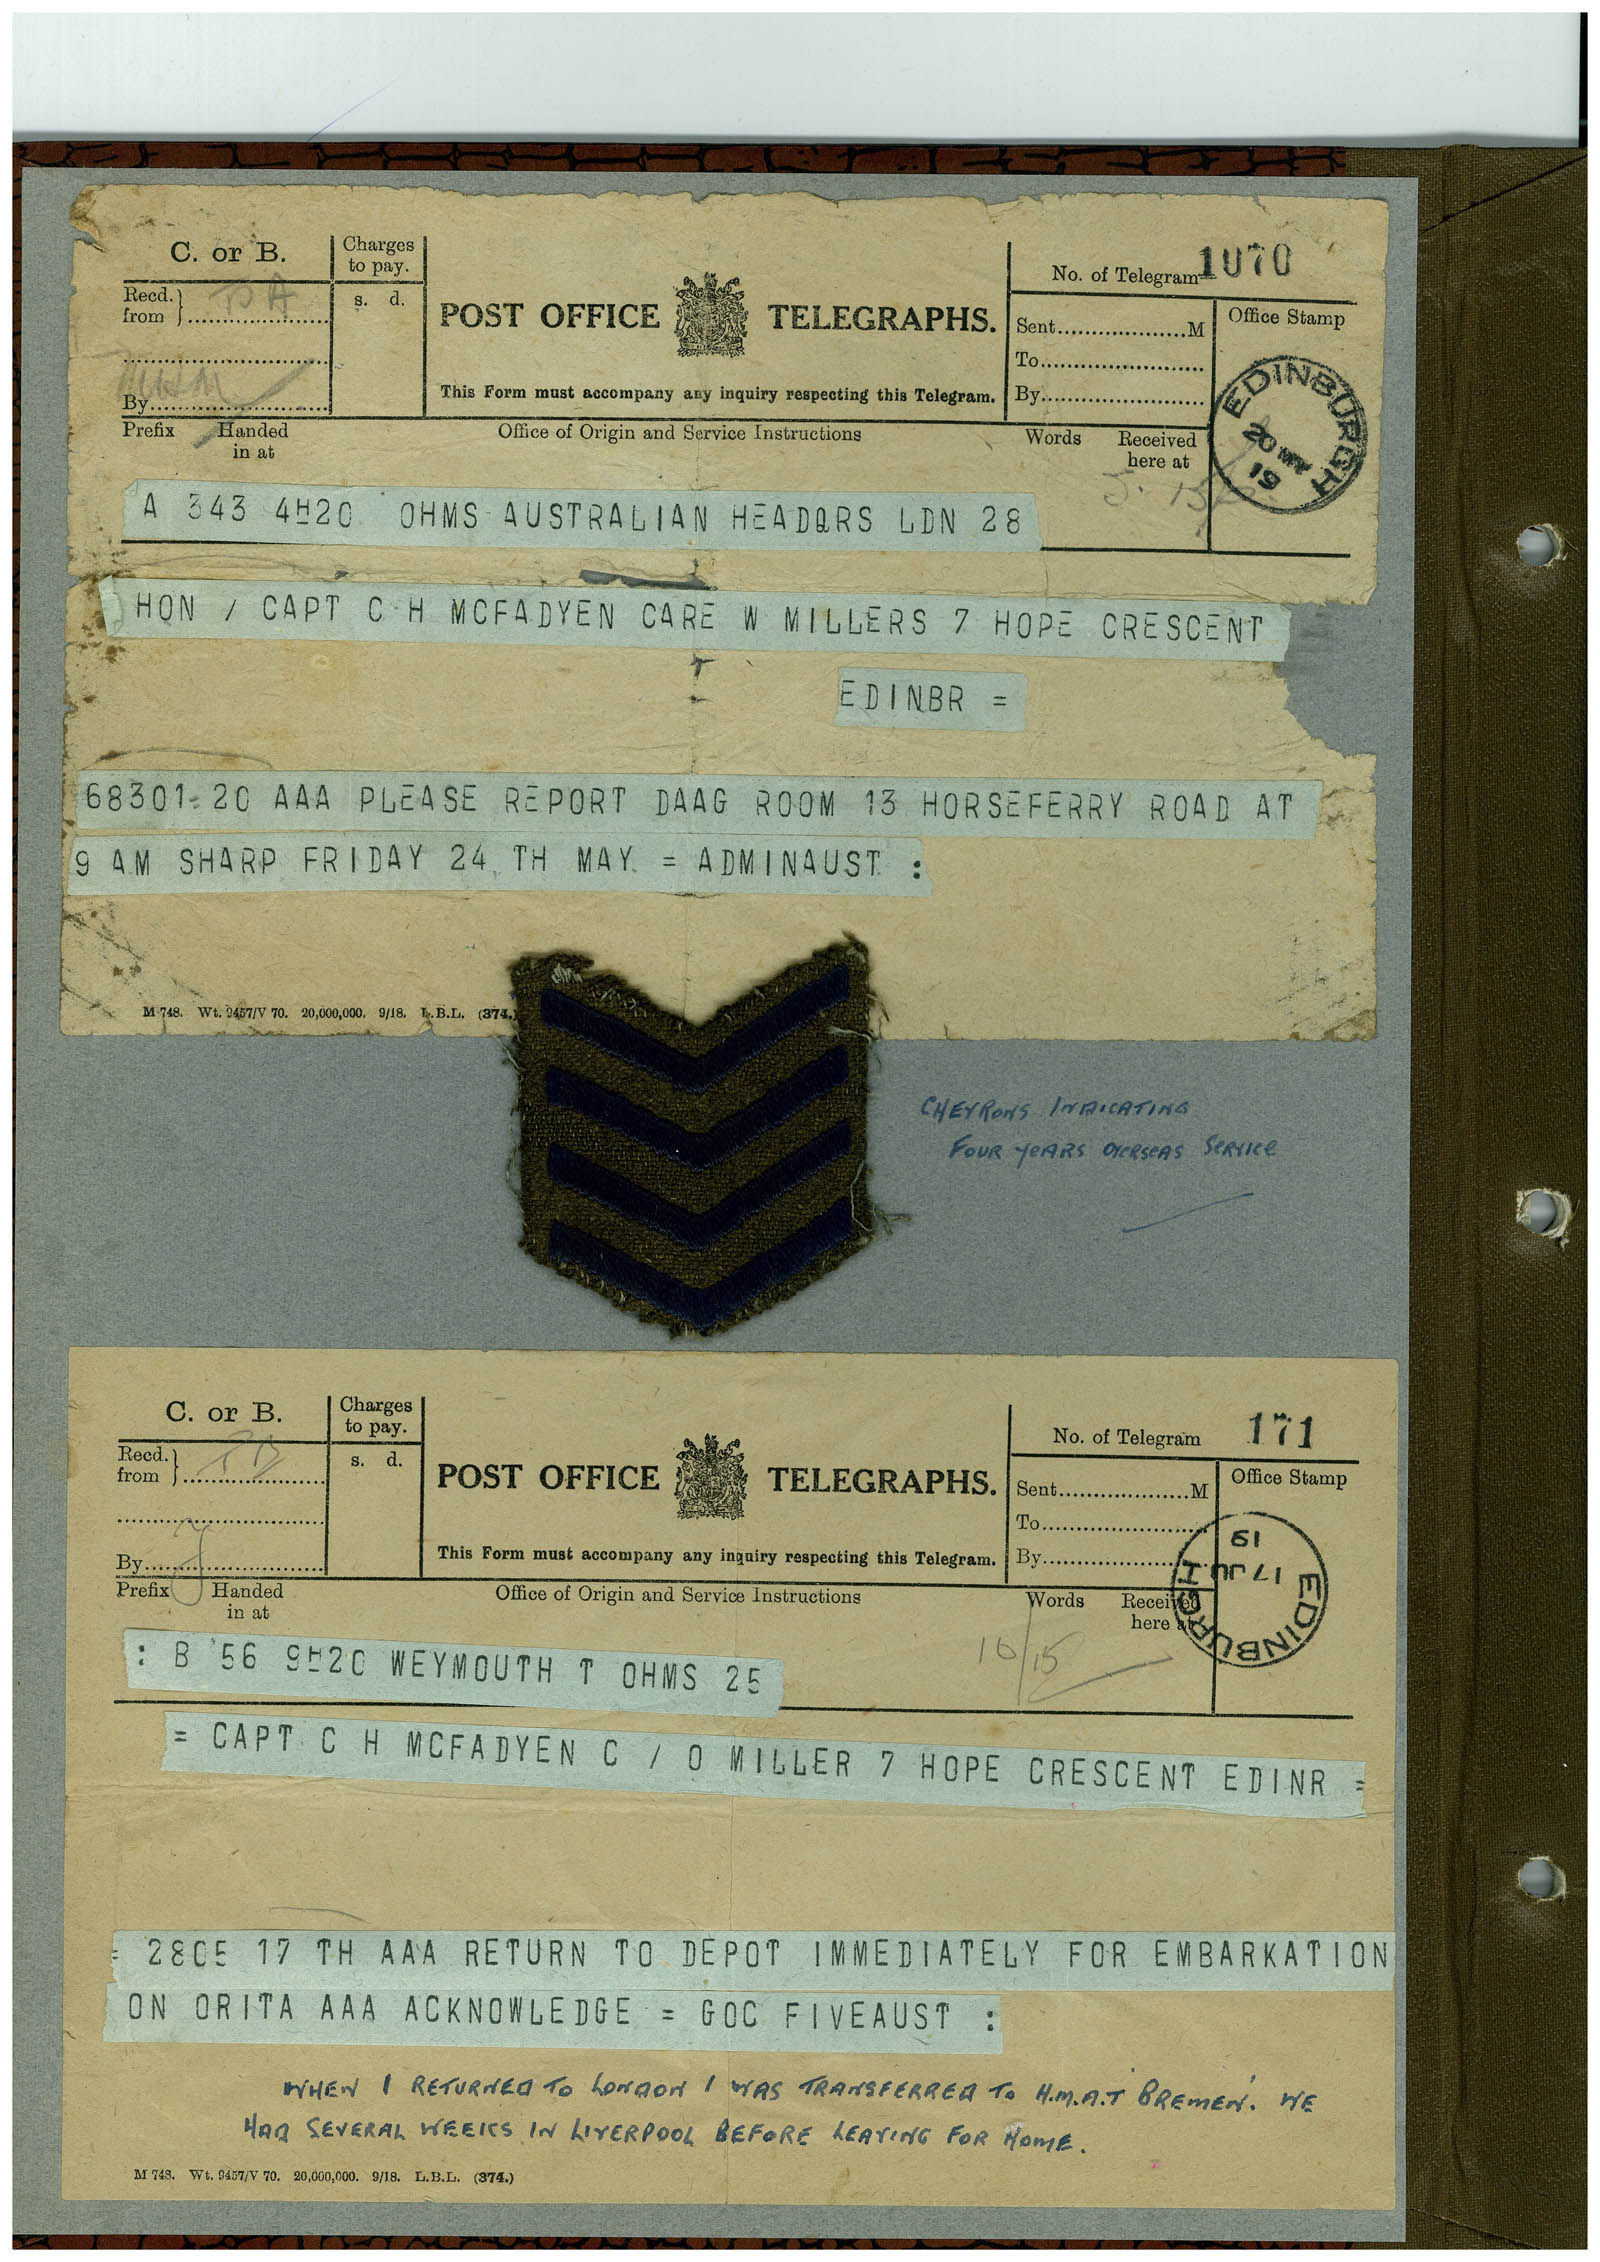 C. or B.
Charges
to pay.
s. d.
Recd.
from
By
POST OFFICE TELEGRAPHS.
This Form must accompany any inquiry respecting this Telegram.
No. of Telegram 1070
Sent M
To
By
Office Stamp
EDINBURGH
20 MY
19
Prefix Handed
in at
Office of Origin and Service Instructions
Words Received
here at
A 343 4H20 OHMS AUSTRALIAN HEADQRS LDN 28
HON / CAPT C H MCFADYEN CARE W MILLERS 7 HOPE CRESCENT
EDINBR =
68301=20 AAA PLEASE REPORT DAAG ROOM 13 HORSEFERRY ROAD AT
9 AM SHARP FRIDAY 24 TH MAY = ADMINAUST :
M 748. Wt. 9457/V 70. 20,000,000. 9/18. L.B.L. (374.)
CHEVRONS INDICATING
FOUR YEARS OVERSEAS SERVICE
C. or B.
Charges
to pay.
s. d.
Recd.
from
By
POST OFFICE TELEGRAPHS.
This Form must accompany any inquiry respecting this Telegram.
No. of Telegram 171
Sent M
To
By
Office Stamp
EDINBURGH
17 JU
19
Prefix Handed
in at
Office of Origin and Service Instructions
Words Received
here at
10/15
: B 56 9H20 WEYMOUTH T OHMS 25
= CAPT C H MCFADYEN C / O MILLER 7 HOPE CRESCENT EDINR =
= 2805 17 TH AAA RETURN TO DEPOT IMMEDIATELY FOR EMBARKATION
ON ORITA AAA ACKNOWLEDGE = GOC FIVEAUST :
WHEN I RETURNED TO LONDON I WAS TRANSFERRED TO H.M.A.T 'BREMEN'. WE
HAD SEVERAL WEEKS IN LIVERPOOL BEFORE LEAVING FOR HOME.
M 748. Wt. 9457/V 70. 20,000,000. 9/18. L.B.L. (374.)